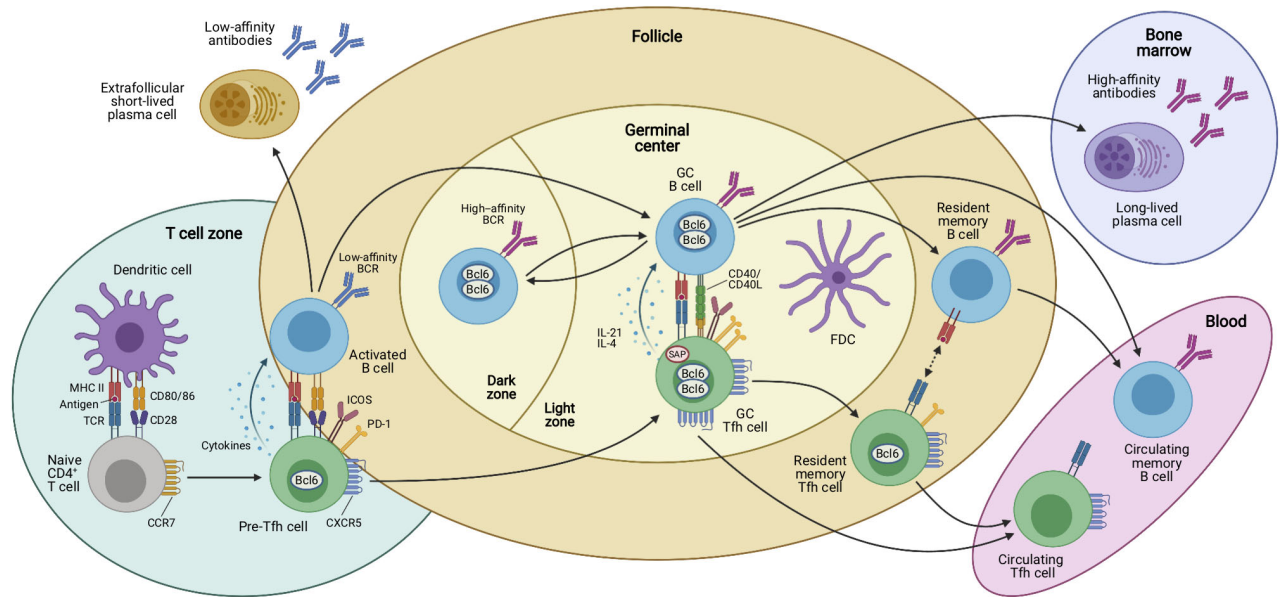 Low-affinity
antibodies
Extrafollicular
short-lived
plasma cell
Follicle
Bone
marrow
High-affinity
antibodies
Long-lived
plasma cell
Germinal
center
GC
B cell
Bcl6
Bcl6
High–affinity
BCR
Bcl6
Bcl6
CD40/
CD40L
IL-21
IL-4
SAP
Bcl6
Bcl6
GC
Tfh cell
FDC
Dark
zone
Light
zone
Resident
memory
B cell
Resident
memory
Tfh cell
Bcl6
T cell zone
Dendritic cell
Low-affinity
BCR
Activated
B cell
MHC II
Antigen
TCR
CD80/86
CD28
Cytokines
ICOS
PD-1
Naive
CD4+
T cell
CCR7
Bcl6
Pre-Tfh cell
CXCR5
Blood
Circulating
memory
B cell
Circulating
Tfh cell